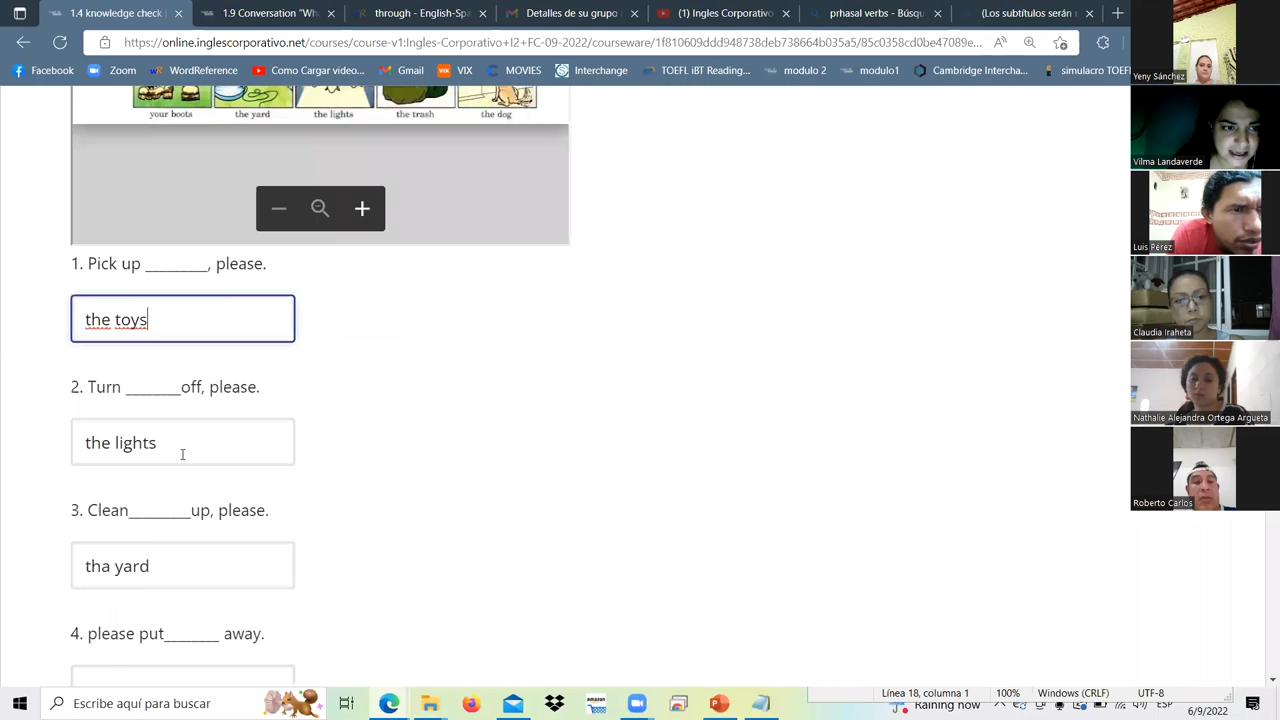 1.4 knowledge check |
1.9 Conversation "Wh
through - English-Spa
Detalles de su grupo
(1) Ingles Corporativo
prhasal verbs - Búsqu
(Los subtítulos serán
https://online.inglescorporativo.net/courses/course-v1:Ingles-Corporativo+I2+FC-09-2022/courseware/1f810609ddd948738deb738664b035a5/85c0358cd0be47089e...
Facebook
Zoom
WordReference
Como Cargar video...
Gmail
VIX
MOVIES
Interchange
TOEFL iBT Reading...
modulo 2
modulo1
Cambridge Intercha...
simulacro TOEFL
your boots
the yard
the lights
the trash
the dog
1. Pick up ________, please.
the toys
2. Turn _______off, please.
the lights
3. Clean________up, please.
tha yard
4. please put_______ away.
Yeny Sánchez
Vilma Landaverde
Luis Pérez
Claudia Iraheta
Nathalie Alejandra Ortega Argueta
Roberto Carlos
Línea 18, columna 1
100%
Windows (CRLF)
UTF-8
Escribe aquí para buscar
amazon
Raining now
ESP
6/9/2022